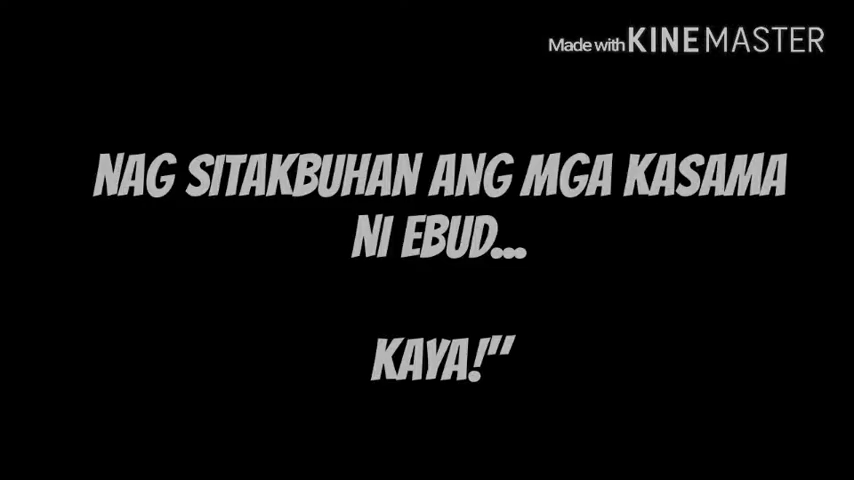 Made with KINEMASTER
NAG SITAKBUHAN ANG MGA KASAMA
NI EBUD...
KAYA!"